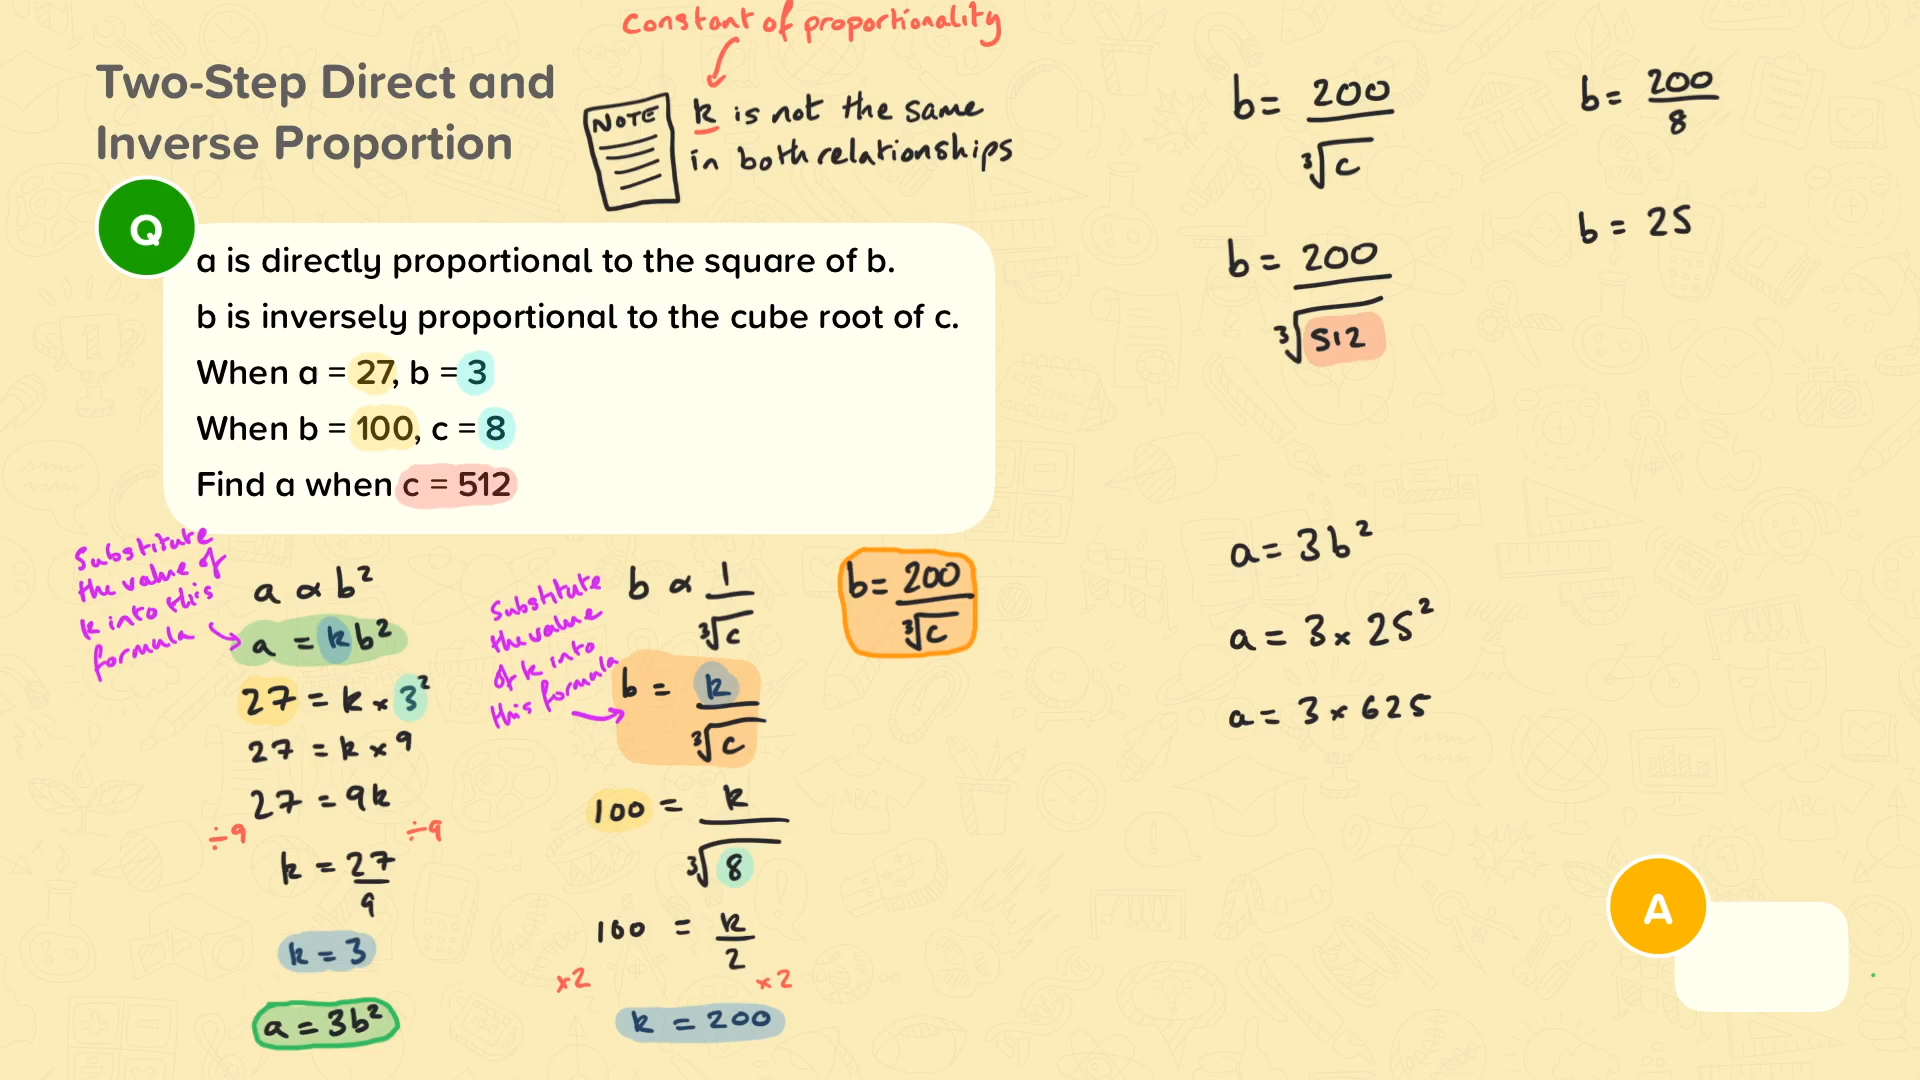 Constant of proportionality
Two-Step Direct and
Inverse Proportion
NOTE
k is not the same
in both relationships
Q
a is directly proportional to the square of b.
b is inversely proportional to the cube root of c.
When a = 27, b = 3
When b = 100, c = 8
Find a when c = 512
Substitute
the value of
k into this
formula
a ∝ b²
a = kb²
27 = k × 3²
27 = k × 9
27 = 9k
÷9 ÷9
k = 27/9
k = 3
a = 3b²
Substitute
the value
of k into
this formula
b ∝ 1/∛c
b = k/∛c
100 = k/∛8
100 = k/2
×2 ×2
k = 200
b = 200/∛c
b = 200/∛c
b = 200/∛512
b = 200/8
b = 25
a = 3b²
a = 3 × 25²
a = 3 × 625
A